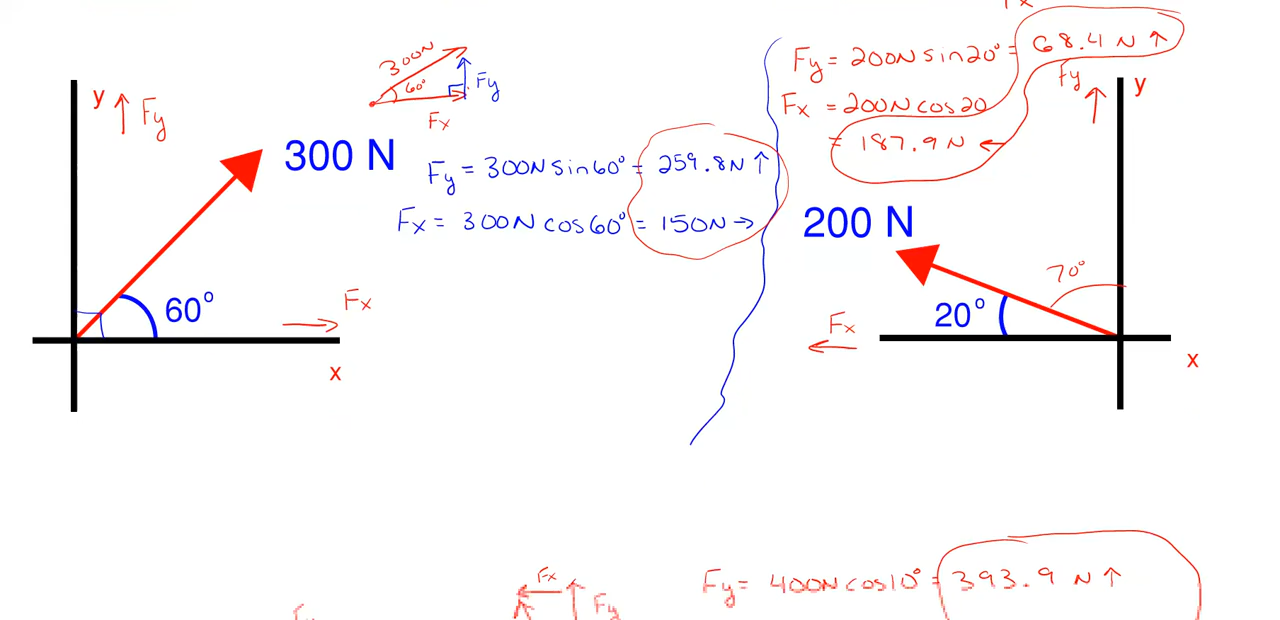 y
Fy
300N
60°
Fy
Fx
300 N
Fy = 300N sin60° = 259.8N ↑
Fx = 300N cos60° = 150N →
60°
Fx
x
Fx
Fy = 200N sin20° = 68.4 N ↑
Fx = 200N cos20
= 187.9 N ←
Fy
y
200 N
70°
20°
Fx
x
Fx
Fy
Fy
Fy = 400N cos10° = 393.9 N ↑